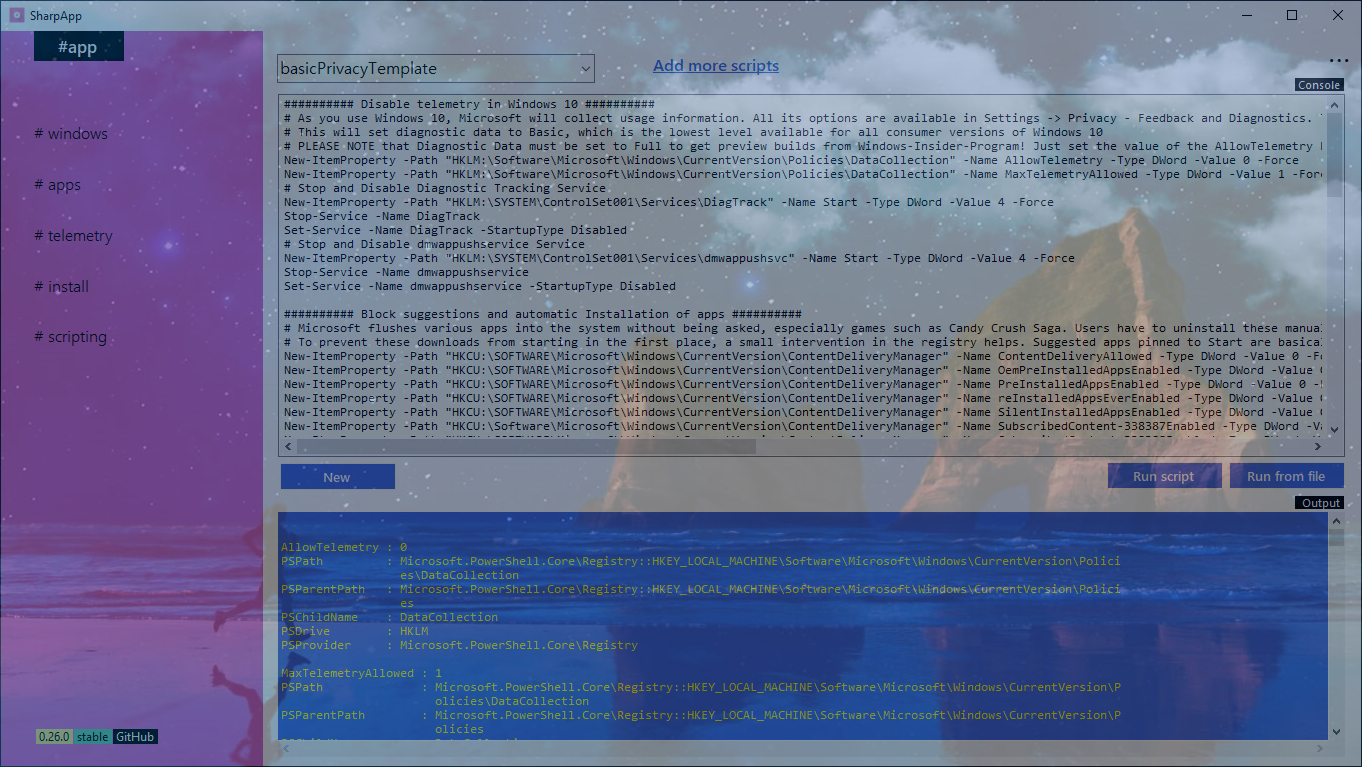 SharpApp
#app
# windows
# apps
# telemetry
# install
# scripting
0.26.0 stable GitHub
basicPrivacyTemplate
Add more scripts
...
Console
########## Disable telemetry in Windows 10 ##########
# As you use Windows 10, Microsoft will collect usage information. All its options are available in Settings -> Privacy - Feedback and Diagnostics.
# This will set diagnostic data to Basic, which is the lowest level available for all consumer versions of Windows 10
# PLEASE NOTE that Diagnostic Data must be set to Full to get preview builds from Windows-Insider-Program! Just set the value of the AllowTelemetry
New-ItemProperty -Path "HKLM:\Software\Microsoft\Windows\CurrentVersion\Policies\DataCollection" -Name AllowTelemetry -Type DWord -Value 0 -Force
New-ItemProperty -Path "HKLM:\Software\Microsoft\Windows\CurrentVersion\Policies\DataCollection" -Name MaxTelemetryAllowed -Type DWord -Value 1 -For
# Stop and Disable Diagnostic Tracking Service
New-ItemProperty -Path "HKLM:\SYSTEM\ControlSet001\Services\DiagTrack" -Name Start -Type DWord -Value 4 -Force
Stop-Service -Name DiagTrack
Set-Service -Name DiagTrack -StartupType Disabled
# Stop and Disable dmwappushservice Service
New-ItemProperty -Path "HKLM:\SYSTEM\ControlSet001\Services\dmwappushsvc" -Name Start -Type DWord -Value 4 -Force
Stop-Service -Name dmwappushservice
Set-Service -Name dmwappushservice -StartupType Disabled
########## Block suggestions and automatic Installation of apps ##########
# Microsoft flushes various apps into the system without being asked, especially games such as Candy Crush Saga. Users have to uninstall these manua
# To prevent these downloads from starting in the first place, a small intervention in the registry helps. Suggested apps pinned to Start are basica
New-ItemProperty -Path "HKCU:\SOFTWARE\Microsoft\Windows\CurrentVersion\ContentDeliveryManager" -Name ContentDeliveryAllowed -Type DWord -Value 0 -F
New-ItemProperty -Path "HKCU:\SOFTWARE\Microsoft\Windows\CurrentVersion\ContentDeliveryManager" -Name OemPreInstalledAppsEnabled -Type DWord -Value
New-ItemProperty -Path "HKCU:\SOFTWARE\Microsoft\Windows\CurrentVersion\ContentDeliveryManager" -Name PreInstalledAppsEnabled -Type DWord -Value 0 -
New-ItemProperty -Path "HKCU:\SOFTWARE\Microsoft\Windows\CurrentVersion\ContentDeliveryManager" -Name reInstalledAppsEverEnabled -Type DWord -Value
New-ItemProperty -Path "HKCU:\SOFTWARE\Microsoft\Windows\CurrentVersion\ContentDeliveryManager" -Name SilentInstalledAppsEnabled -Type DWord -Value
New-ItemProperty -Path "HKCU:\SOFTWARE\Microsoft\Windows\CurrentVersion\ContentDeliveryManager" -Name SubscribedContent-338387Enabled -Type DWord -Va
New
Run script
Run from file
Output
AllowTelemetry : 0
PSPath : Microsoft.PowerShell.Core\Registry::HKEY_LOCAL_MACHINE\Software\Microsoft\Windows\CurrentVersion\Polici
es\DataCollection
PSParentPath : Microsoft.PowerShell.Core\Registry::HKEY_LOCAL_MACHINE\Software\Microsoft\Windows\CurrentVersion\Polici
es
PSChildName : DataCollection
PSDrive : HKLM
PSProvider : Microsoft.PowerShell.Core\Registry
MaxTelemetryAllowed : 1
PSPath : Microsoft.PowerShell.Core\Registry::HKEY_LOCAL_MACHINE\Software\Microsoft\Windows\CurrentVersion\P
olicies\DataCollection
PSParentPath : Microsoft.PowerShell.Core\Registry::HKEY_LOCAL_MACHINE\Software\Microsoft\Windows\CurrentVersion\P
olicies